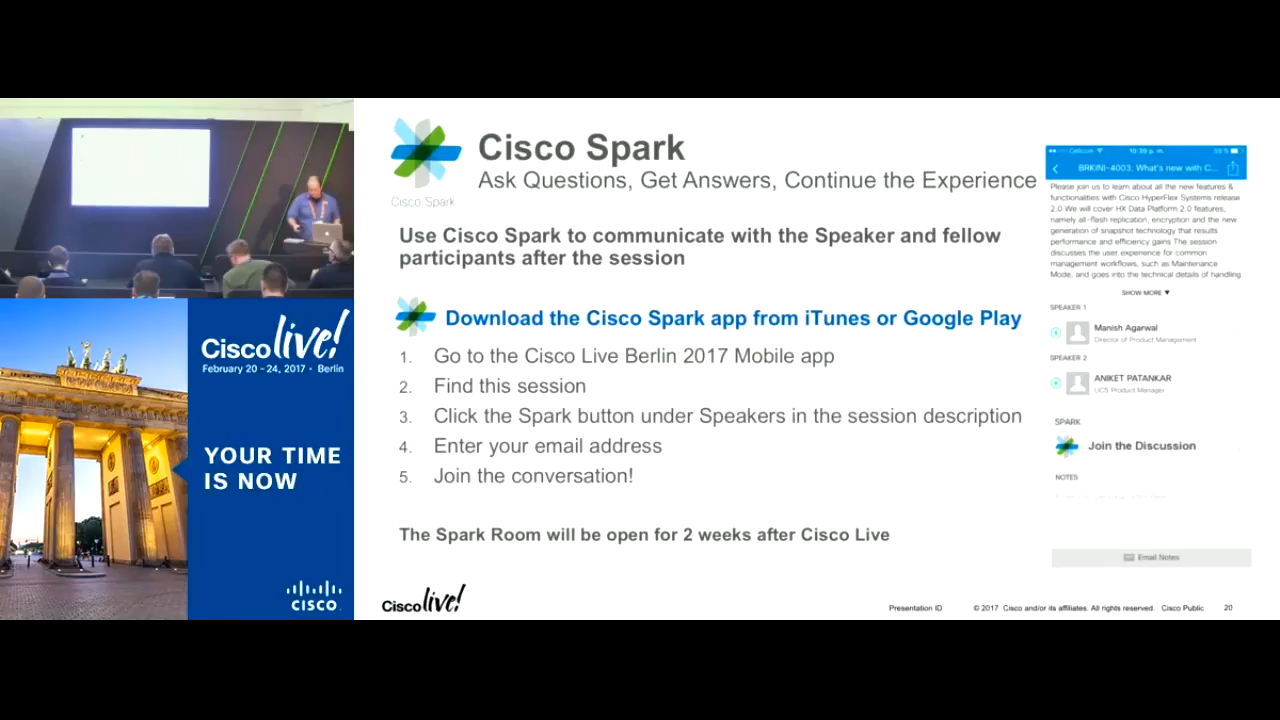 Cisco live!
February 20 - 24, 2017 • Berlin
YOUR TIME
IS NOW
CISCO
Cisco Spark
Cisco Spark
Ask Questions, Get Answers, Continue the Experience
Use Cisco Spark to communicate with the Speaker and fellow
participants after the session
Download the Cisco Spark app from iTunes or Google Play
1. Go to the Cisco Live Berlin 2017 Mobile app
2. Find this session
3. Click the Spark button under Speakers in the session description
4. Enter your email address
5. Join the conversation!
The Spark Room will be open for 2 weeks after Cisco Live
Cellcom 10:39 p. m.
BRKINI-4003: What's new with C...
Please join us to learn about all the new features &
functionalities with Cisco HyperFlex Systems release
2.0 We will cover HX Data Platform 2.0 features,
namely all-flash replication, encryption and the new
generation of snapshot technology that results
performance and efficiency gains The session
discusses the user experience for common
management workflows, such as Maintenance
Mode, and goes into the technical details of handling
SHOW MORE ▼
SPEAKER 1
Manish Agarwal
Director of Product Management
SPEAKER 2
ANIKET PATANKAR
UCS Product Manager
SPARK
Join the Discussion
NOTES
Email Notes
Cisco live!
Presentation ID © 2017 Cisco and/or its affiliates. All rights reserved. Cisco Public 20